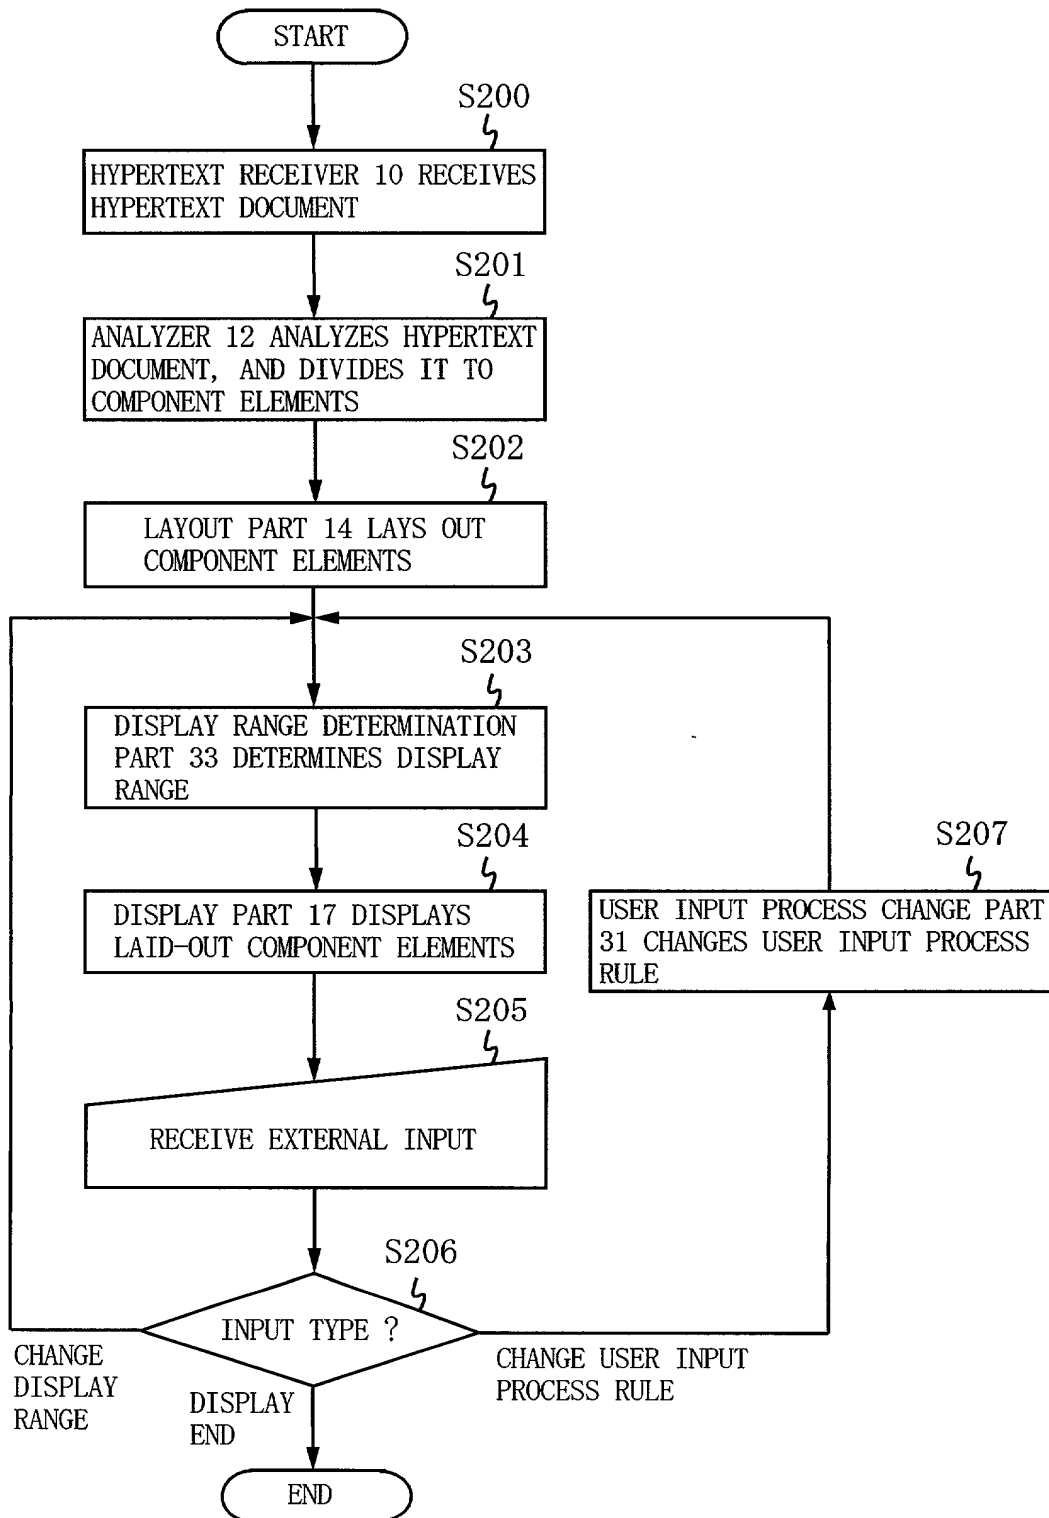 START
S200
HYPERTEXT RECEIVER 10 RECEIVES
HYPERTEXT DOCUMENT
S201
ANALYZER 12 ANALYZES HYPERTEXT
DOCUMENT, AND DIVIDES IT TO
COMPONENT ELEMENTS
S202
LAYOUT PART 14 LAYS OUT
COMPONENT ELEMENTS
S203
DISPLAY RANGE DETERMINATION
PART 33 DETERMINES DISPLAY
RANGE
S204
DISPLAY PART 17 DISPLAYS
LAID-OUT COMPONENT ELEMENTS
S207
USER INPUT PROCESS CHANGE PART
31 CHANGES USER INPUT PROCESS
RULE
S205
RECEIVE EXTERNAL INPUT
S206
INPUT TYPE ?
CHANGE
DISPLAY
RANGE
DISPLAY
END
CHANGE USER INPUT
PROCESS RULE
END